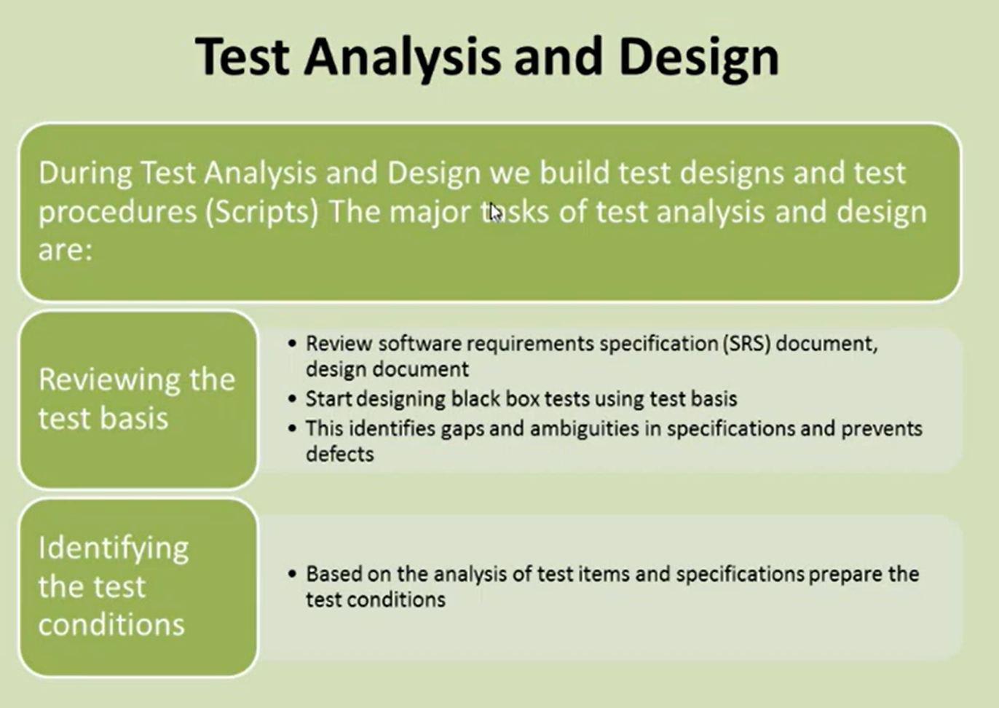 Test Analysis and Design
During Test Analysis and Design we build test designs and test
procedures (Scripts) The major tasks of test analysis and design
are:
Reviewing the
test basis
• Review software requirements specification (SRS) document,
design document
• Start designing black box tests using test basis
• This identifies gaps and ambiguities in specifications and prevents
defects
Identifying
the test
conditions
• Based on the analysis of test items and specifications prepare the
test conditions